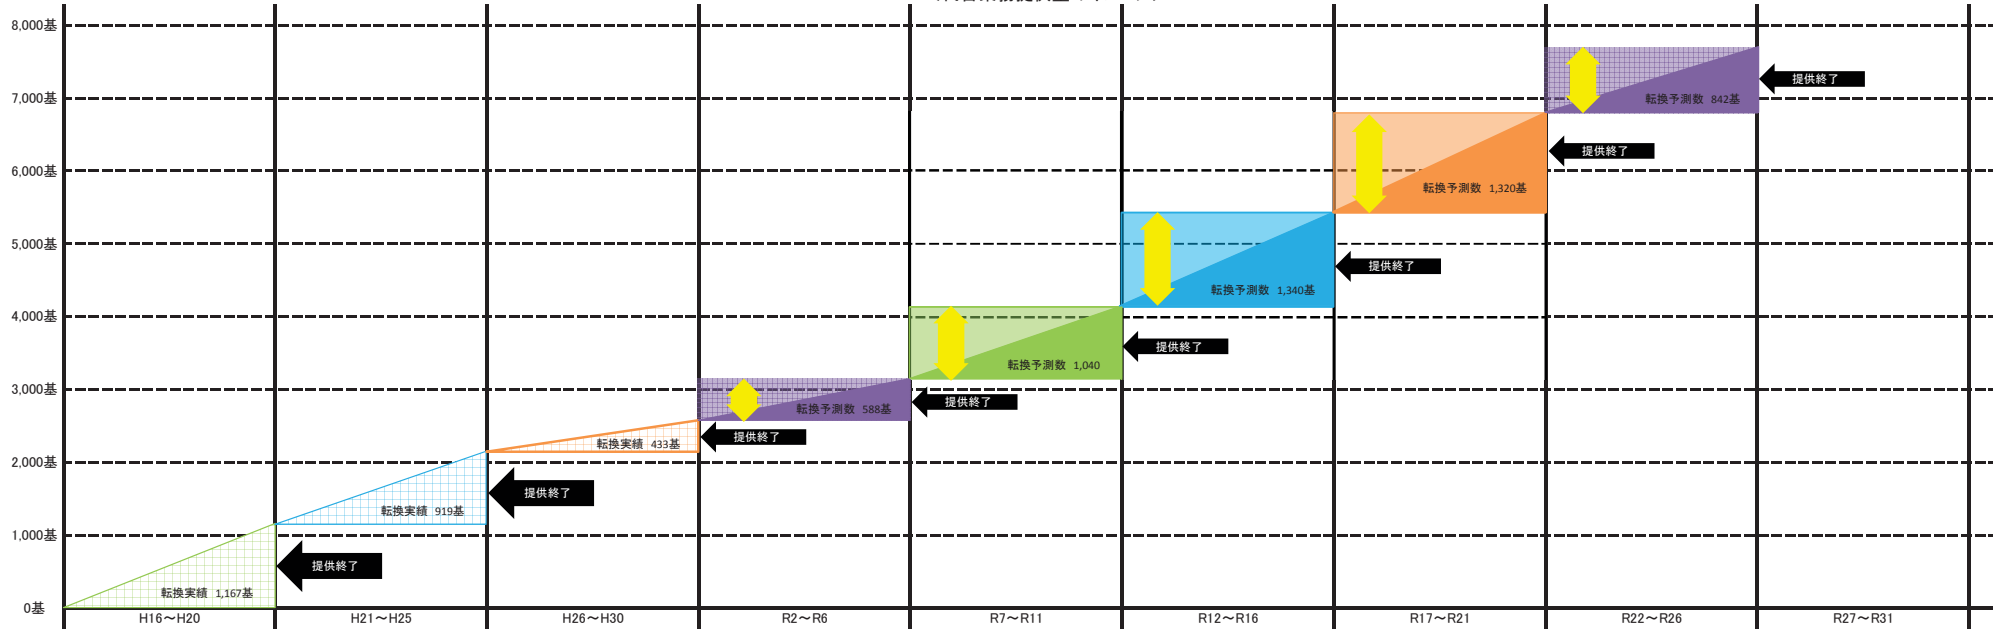 8,000基
7,000基
6,000基
5,000基
4,000基
3,000基
2,000基
1,000基
0基
転換予測数 842基
提供終了
提供終了
転換予測数 1,320基
提供終了
転換予測数 1,340基
提供終了
転換予測数 1,040
提供終了
転換予測数 588基
提供終了
転換実績 433基
提供終了
転換実績 919基
提供終了
転換実績 1,167基
H16～H20
H21～H25
H26～H30
R2～R6
R7～R11
R12～R16
R17～R21
R22～R26
R27～R31